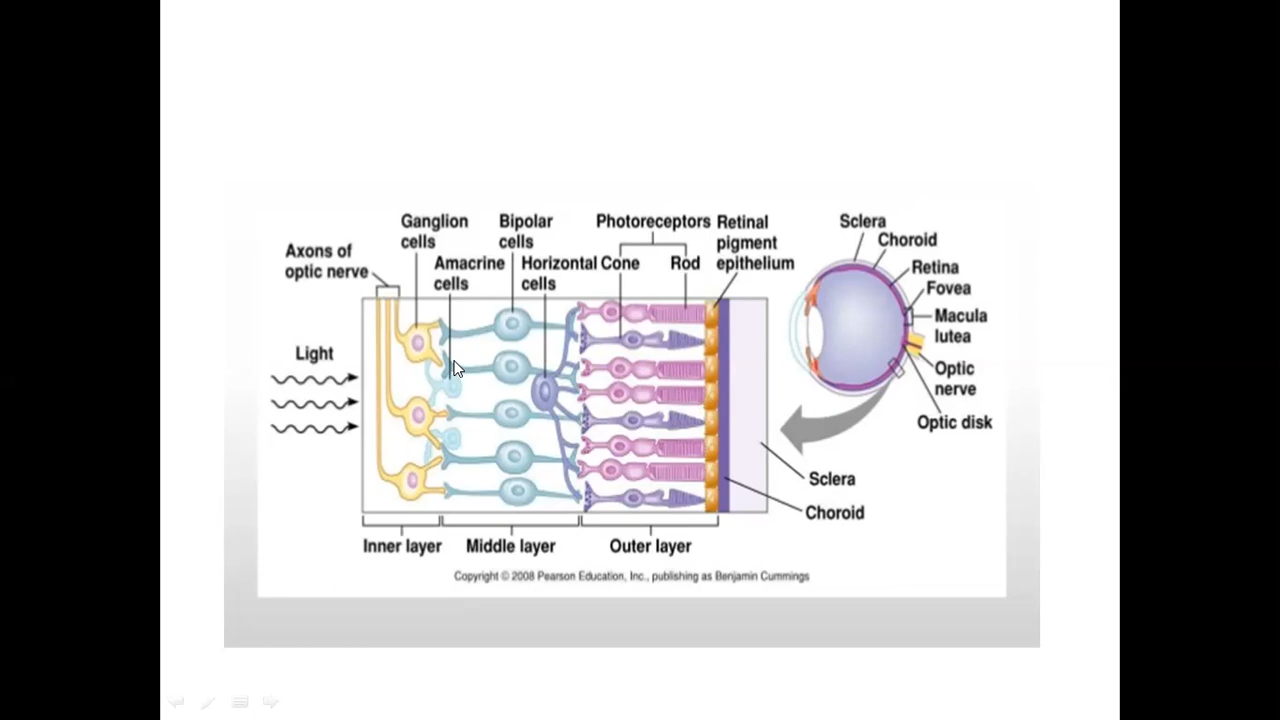 Ganglion
cells
Bipolar
cells
Photoreceptors
Retinal
pigment
epithelium
Axons of
optic nerve
Amacrine
cells
Horizontal
cells
Cone
Rod
Light
Inner layer
Middle layer
Outer layer
Sclera
Choroid
Retina
Fovea
Macula
lutea
Optic
nerve
Optic disk
Sclera
Choroid
Copyright © 2008 Pearson Education, Inc., publishing as Benjamin Cummings